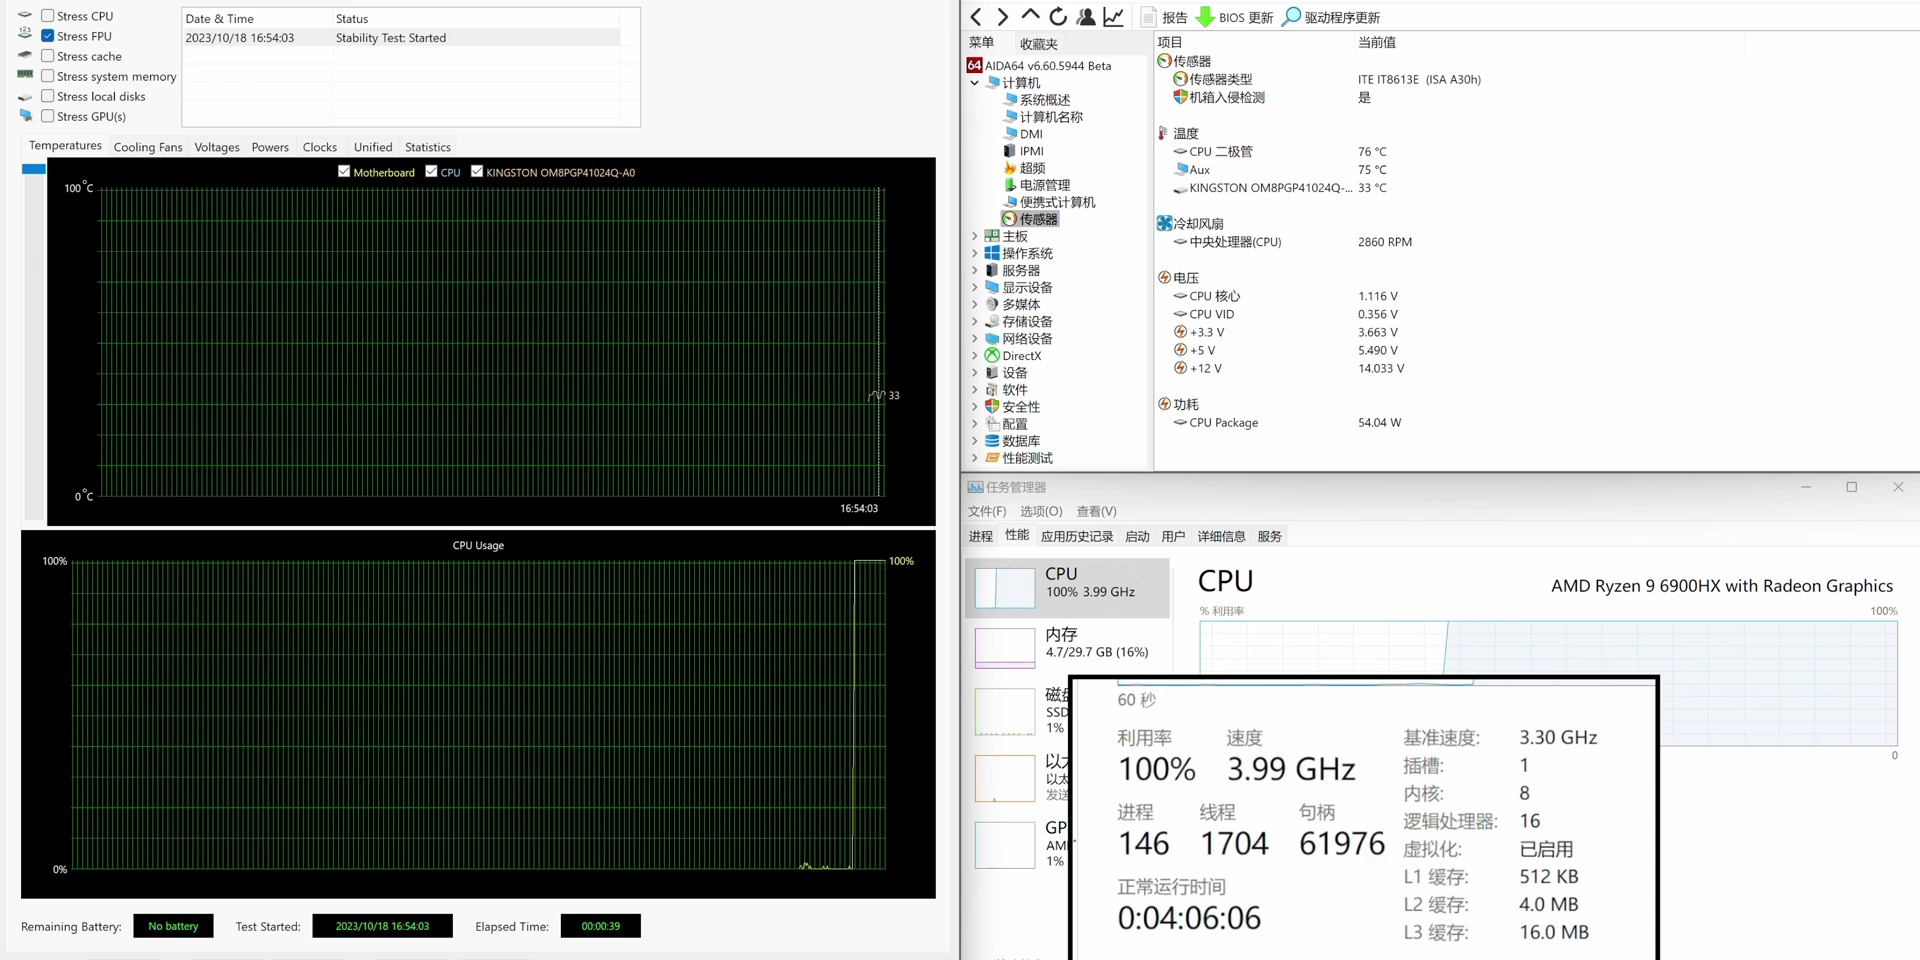 Stress CPU
Stress FPU
Stress cache
Stress system memory
Stress local disks
Stress GPU(s)
Date & Time Status
2023/10/18 16:54:03 Stability Test: Started
Temperatures Cooling Fans Voltages Powers Clocks Unified Statistics
Motherboard CPU KINGSTON OM8PGP41024Q-A0
100 °C
33
0 °C
16:54:03
CPU Usage
100% 100%
0%
Remaining Battery: No battery Test Started: 2023/10/18 16:54:03 Elapsed Time: 00:00:39
报告 BIOS 更新 驱动程序更新
菜单 收藏夹
64 AIDA64 v6.60.5944 Beta
计算机
系统概述
计算机名称
DMI
IPMI
超频
电源管理
便携式计算机
传感器
主板
操作系统
服务器
显示设备
多媒体
存储设备
网络设备
DirectX
设备
软件
安全性
配置
数据库
性能测试
项目 当前值
传感器
传感器类型 ITE IT8613E (ISA A30h)
机箱入侵检测 是
温度
CPU 二极管 76 °C
Aux 75 °C
KINGSTON OM8PGP41024Q-... 33 °C
冷却风扇
中央处理器(CPU) 2860 RPM
电压
CPU 核心 1.116 V
CPU VID 0.356 V
+3.3 V 3.663 V
+5 V 5.490 V
+12 V 14.033 V
功耗
CPU Package 54.04 W
任务管理器
文件(F) 选项(O) 查看(V)
进程 性能 应用历史记录 启动 用户 详细信息 服务
CPU
100% 3.99 GHz
内存
4.7/29.7 GB (16%)
磁盘
SSD
1%
以太
以太
发送
GP
AM
1%
CPU AMD Ryzen 9 6900HX with Radeon Graphics
% 利用率 100%
0
60 秒
利用率 速度
100% 3.99 GHz
进程 线程 句柄
146 1704 61976
正常运行时间
0:04:06:06
基准速度: 3.30 GHz
插槽: 1
内核: 8
逻辑处理器: 16
虚拟化: 已启用
L1 缓存: 512 KB
L2 缓存: 4.0 MB
L3 缓存: 16.0 MB